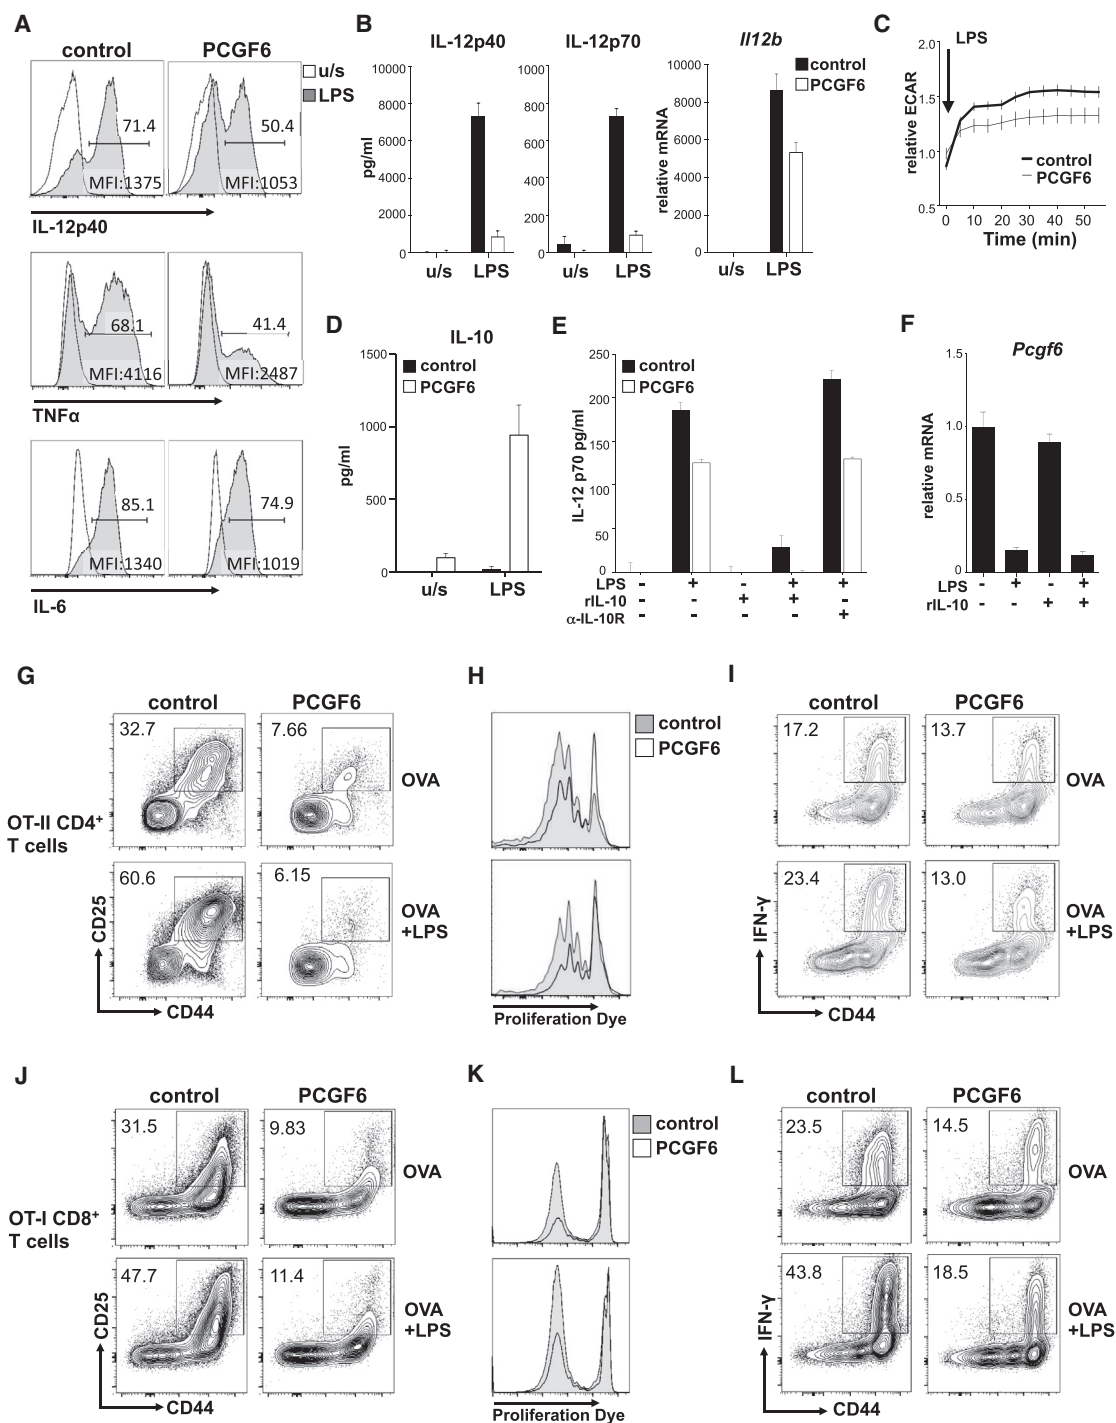 A
control
PCGF6
u/s
LPS
71.4
MFI:1375
50.4
MFI:1053
IL-12p40
68.1
MFI:4116
41.4
MFI:2487
TNFα
85.1
MFI:1340
74.9
MFI:1019
IL-6
B
IL-12p40
pg/ml
10000
8000
6000
4000
2000
0
u/s
LPS
IL-12p70
1000
800
600
400
200
0
u/s
LPS
Il12b
control
PCGF6
relative mRNA
10000
8000
6000
4000
2000
0
u/s
LPS
C
LPS
relative ECAR
2.0
1.5
1.0
0.5
control
PCGF6
0 10 20 30 40 50
Time (min)
D
IL-10
control
PCGF6
pg/ml
1500
1000
500
0
u/s
LPS
E
control
PCGF6
IL-12 p70 pg/ml
250
200
150
100
50
0
LPS - + - + +
rIL-10 - - + + -
α-IL-10R - - - - +
F
Pcgf6
relative mRNA
1.5
1.0
0.5
0
LPS - + - +
rIL-10 - - + +
G
control
PCGF6
32.7
7.66
OVA
OT-II CD4+
T cells
60.6
6.15
OVA
+LPS
CD25
CD44
H
control
PCGF6
Proliferation Dye
I
control
PCGF6
17.2
13.7
OVA
23.4
13.0
OVA
+LPS
IFN-γ
CD44
J
control
PCGF6
31.5
9.83
OVA
OT-I CD8+
T cells
47.7
11.4
OVA
+LPS
CD25
CD44
K
control
PCGF6
Proliferation Dye
L
control
PCGF6
23.5
14.5
OVA
43.8
18.5
OVA
+LPS
IFN-γ
CD44